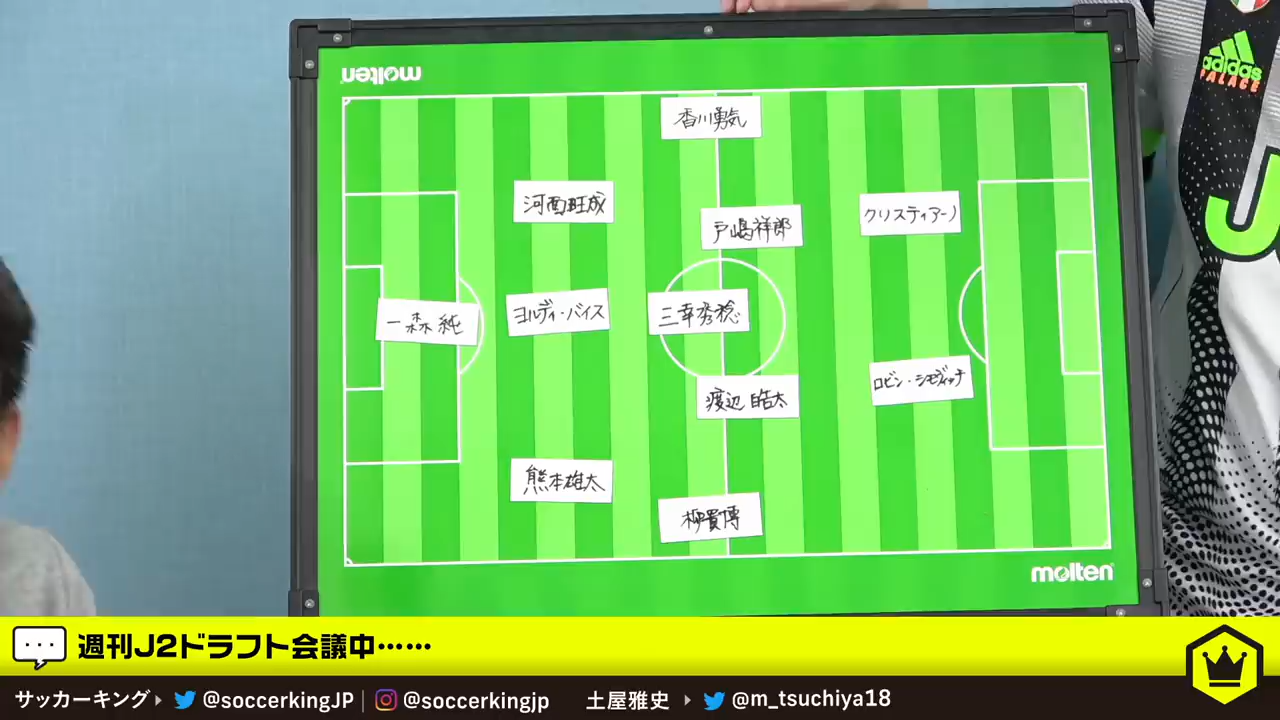 molten
香川勇気
河面旺成
戸嶋祥郎
クリスティアーノ
一森純
ヨルディ・バイス
三幸秀稔
ロビン・シモヴィッチ
渡辺皓太
熊本雄太
柳貴博
molten
adidas
PALACE
J
週刊J2ドラフト会議中……
サッカーキング
@soccerkingJP
@soccerkingjp
土屋雅史
@m_tsuchiya18